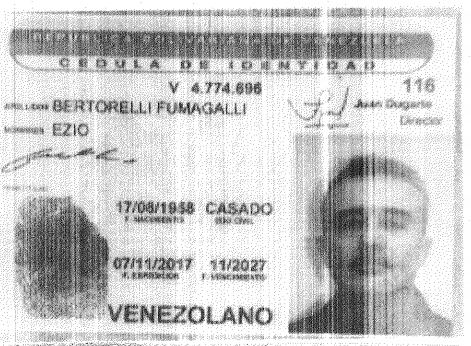 CEDULA DE IDENTIDAD
V 4.774.696
116
APELLIDOS BERTORELLI FUMAGALLI
Juan Dugarte
Director
NOMBRES EZIO
17/08/1958 CASADO
F. NACIMIENTO EDO CIVIL
07/11/2017 11/2027
F. EXPEDICION F. VENCIMIENTO
VENEZOLANO